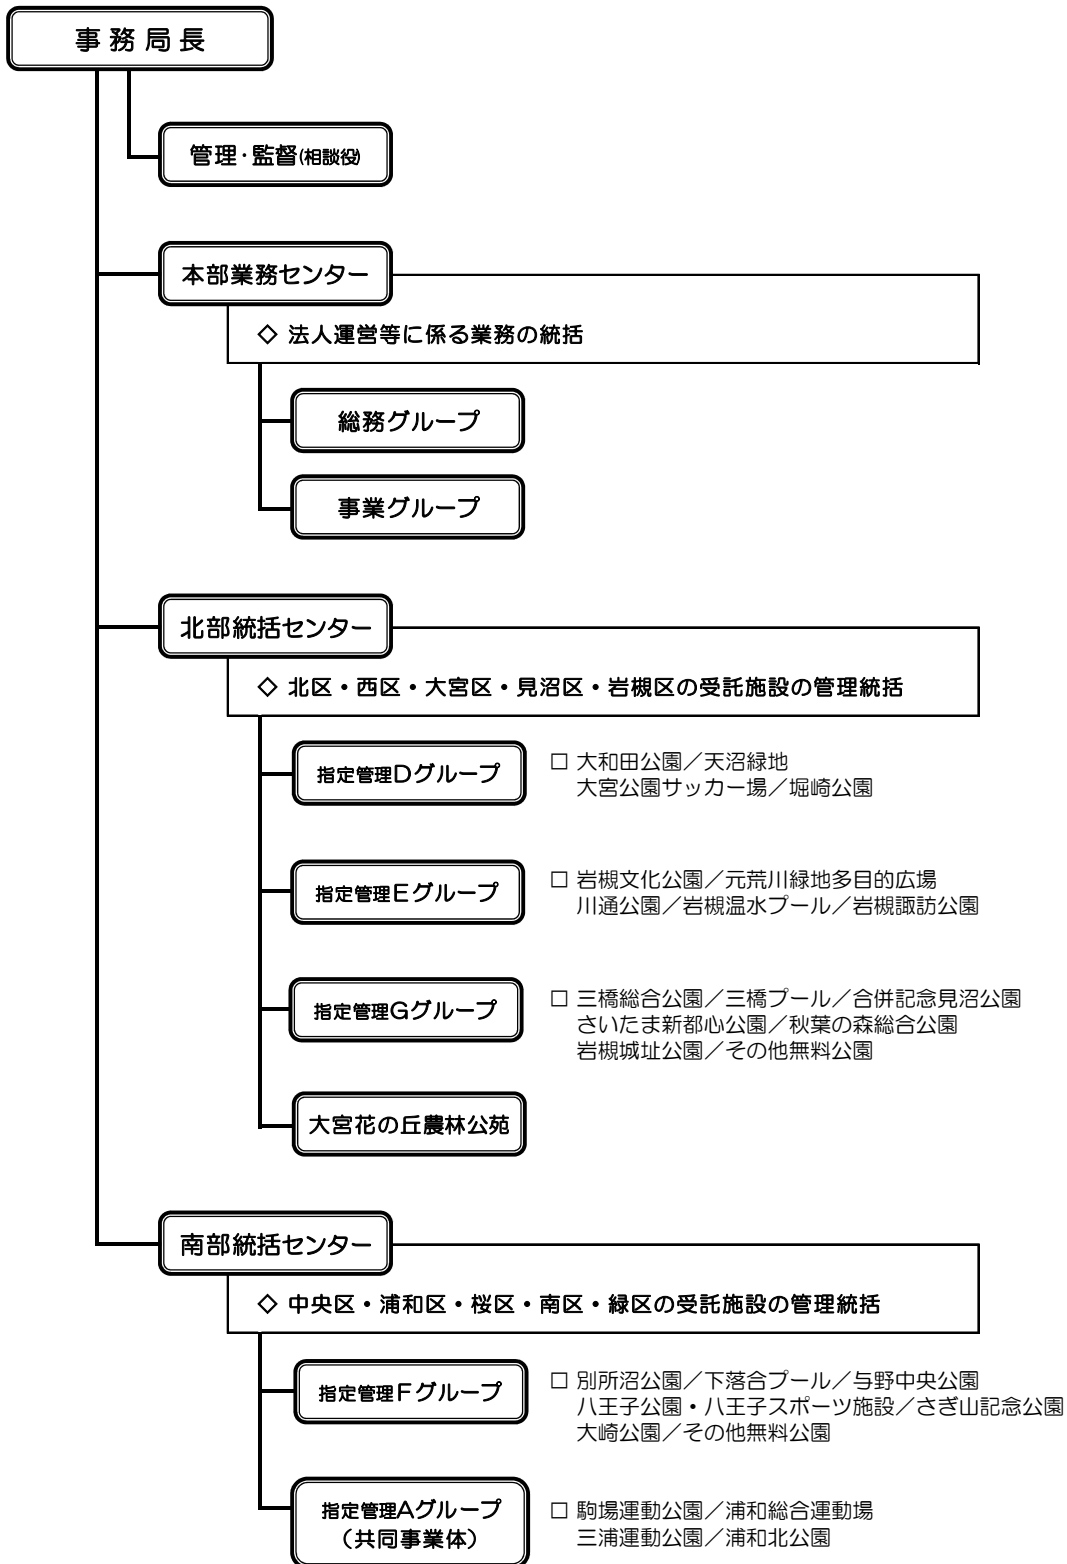 事務局長
管理・監督(相談役)
本部業務センター
◇ 法人運営等に係る業務の統括
総務グループ
事業グループ
北部統括センター
◇ 北区・西区・大宮区・見沼区・岩槻区の受託施設の管理統括
指定管理Dグループ
□ 大和田公園／天沼緑地
大宮公園サッカー場／堀崎公園
指定管理Eグループ
□ 岩槻文化公園／元荒川緑地多目的広場
川通公園／岩槻温水プール／岩槻諏訪公園
指定管理Gグループ
□ 三橋総合公園／三橋プール／合併記念見沼公園
さいたま新都心公園／秋葉の森総合公園
岩槻城址公園／その他無料公園
大宮花の丘農林公苑
南部統括センター
◇ 中央区・浦和区・桜区・南区・緑区の受託施設の管理統括
指定管理Fグループ
□ 別所沼公園／下落合プール／与野中央公園
八王子公園・八王子スポーツ施設／さぎ山記念公園
大崎公園／その他無料公園
指定管理Aグループ
（共同事業体）
□ 駒場運動公園／浦和総合運動場
三浦運動公園／浦和北公園